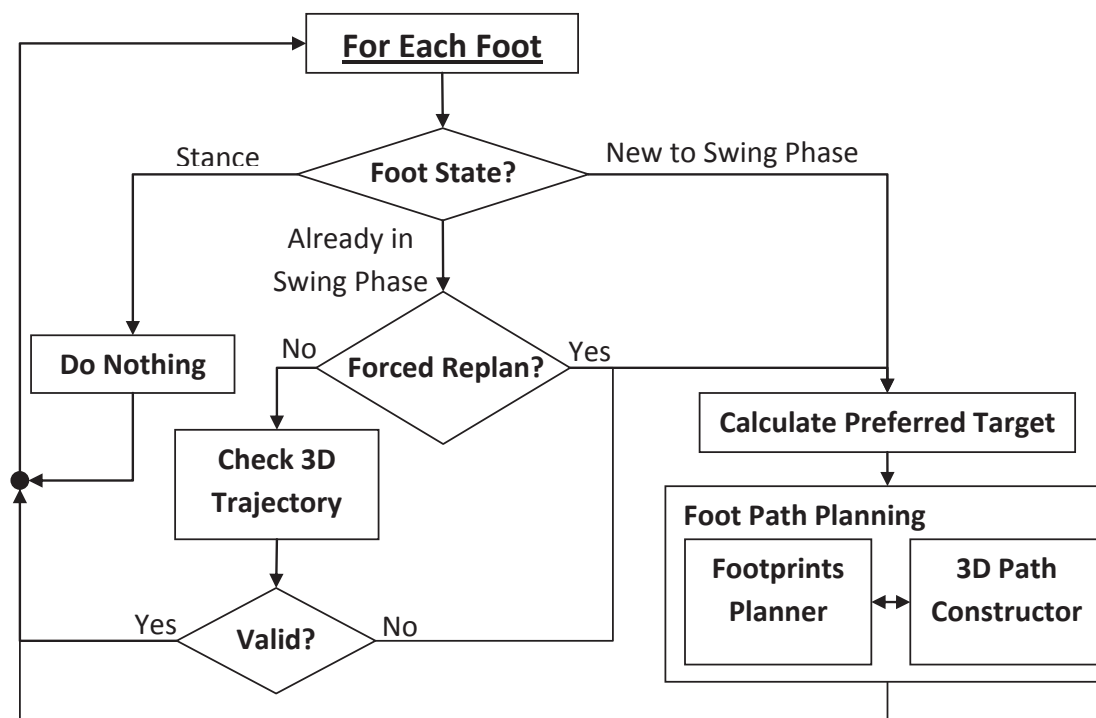 For Each Foot
Stance
New to Swing Phase
Foot State?
Already in
Swing Phase
No
Yes
Do Nothing
Forced Replan?
Calculate Preferred Target
Check 3D
Trajectory
Foot Path Planning
Footprints
Planner
3D Path
Constructor
Yes
Valid?
No